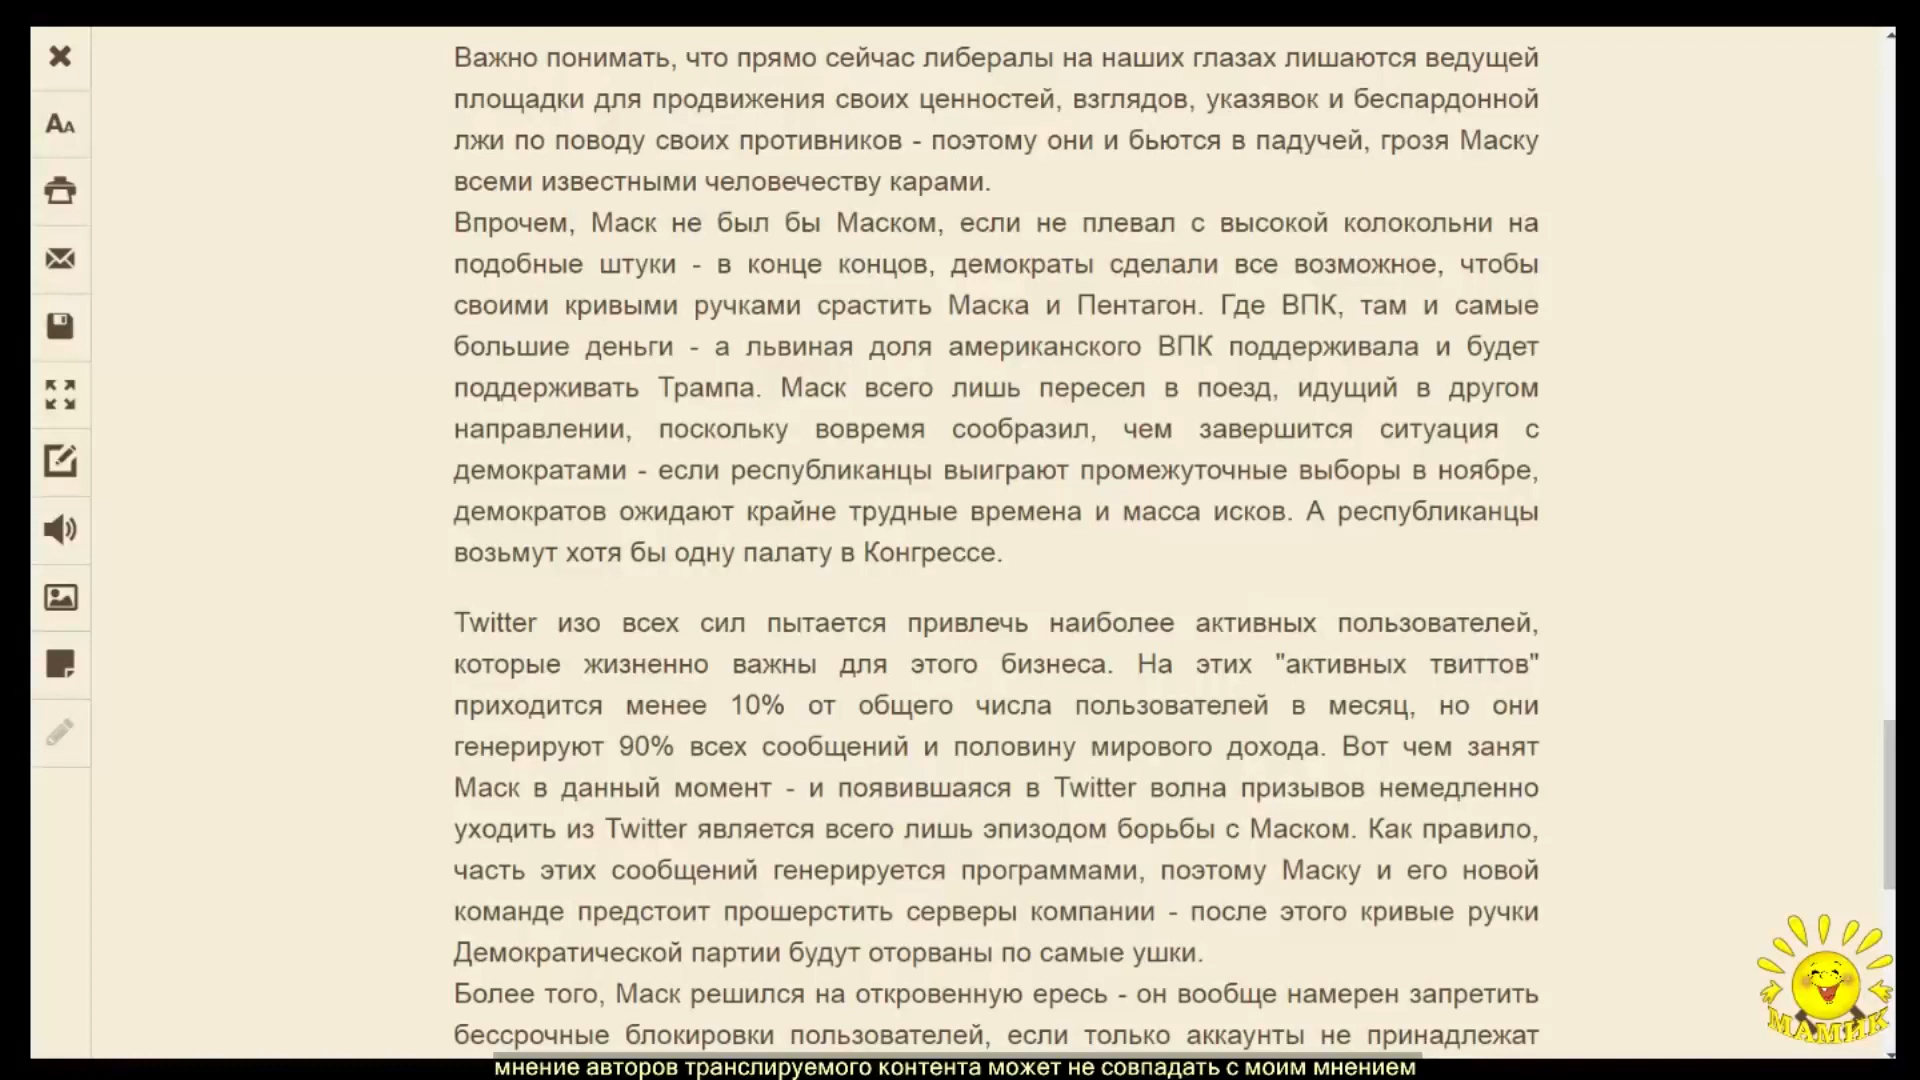 Важно понимать, что прямо сейчас либералы на наших глазах лишаются ведущей
площадки для продвижения своих ценностей, взглядов, указявок и беспардонной
лжи по поводу своих противников - поэтому они и бьются в падучей, грозя Маску
всеми известными человечеству карами.
Впрочем, Маск не был бы Маском, если не плевал с высокой колокольни на
подобные штуки - в конце концов, демократы сделали все возможное, чтобы
своими кривыми ручками срастить Маска и Пентагон. Где ВПК, там и самые
большие деньги - а львиная доля американского ВПК поддерживала и будет
поддерживать Трампа. Маск всего лишь пересел в поезд, идущий в другом
направлении, поскольку вовремя сообразил, чем завершится ситуация с
демократами - если республиканцы выиграют промежуточные выборы в ноябре,
демократов ожидают крайне трудные времена и масса исков. А республиканцы
возьмут хотя бы одну палату в Конгрессе.
Twitter изо всех сил пытается привлечь наиболее активных пользователей,
которые жизненно важны для этого бизнеса. На этих "активных твиттов"
приходится менее 10% от общего числа пользователей в месяц, но они
генерируют 90% всех сообщений и половину мирового дохода. Вот чем занят
Маск в данный момент - и появившаяся в Twitter волна призывов немедленно
уходить из Twitter является всего лишь эпизодом борьбы с Маском. Как правило,
часть этих сообщений генерируется программами, поэтому Маску и его новой
команде предстоит прошерстить серверы компании - после этого кривые ручки
Демократической партии будут оторваны по самые ушки.
Более того, Маск решился на откровенную ересь - он вообще намерен запретить
бессрочные блокировки пользователей, если только аккаунты не принадлежат
МАМИК
мнение авторов транслируемого контента может не совпадать с моим мнением